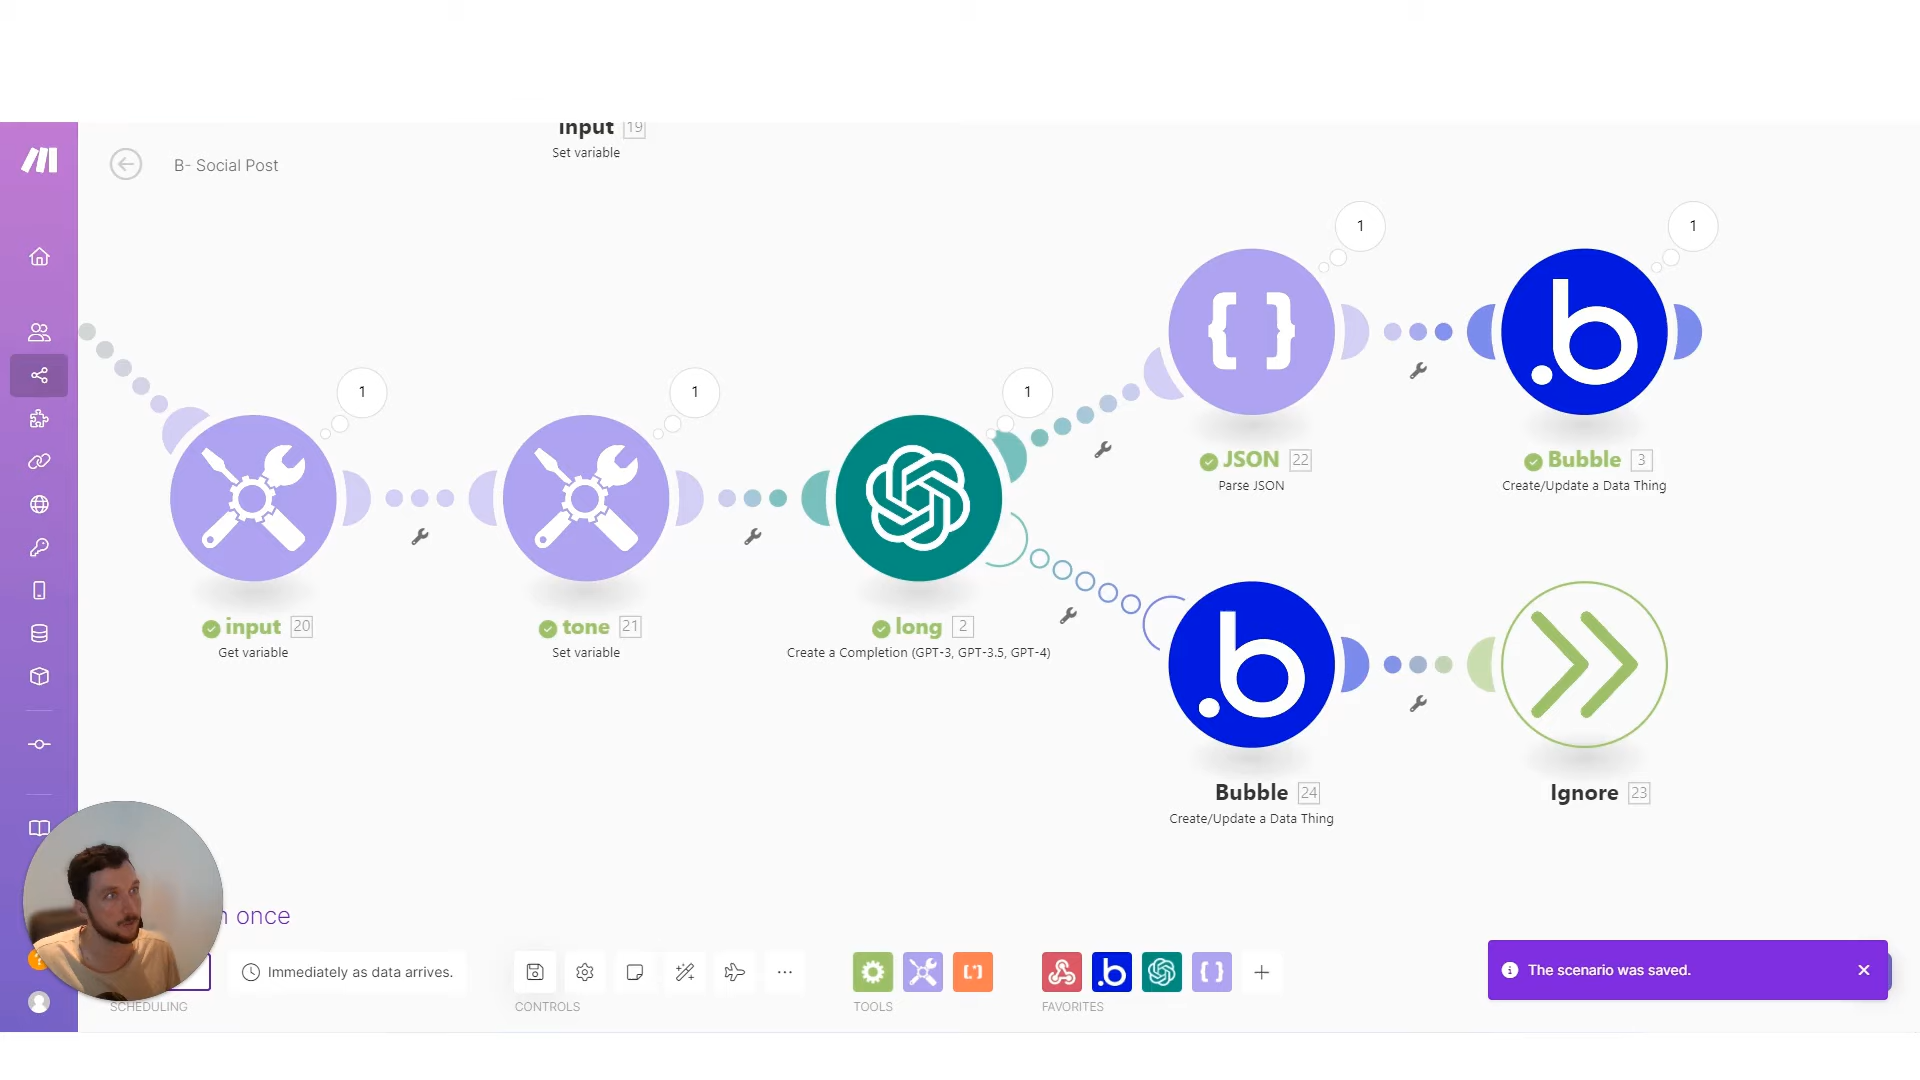 input 19
Set variable
B- Social Post
1
1
1
1
1
JSON 22
Parse JSON
Bubble 3
Create/Update a Data Thing
input 20
Get variable
tone 21
Set variable
long 2
Create a Completion (GPT-3, GPT-3.5, GPT-4)
Bubble 24
Create/Update a Data Thing
Ignore 23
once
Immediately as data arrives.
...
The scenario was saved.
SCHEDULING
CONTROLS
TOOLS
FAVORITES